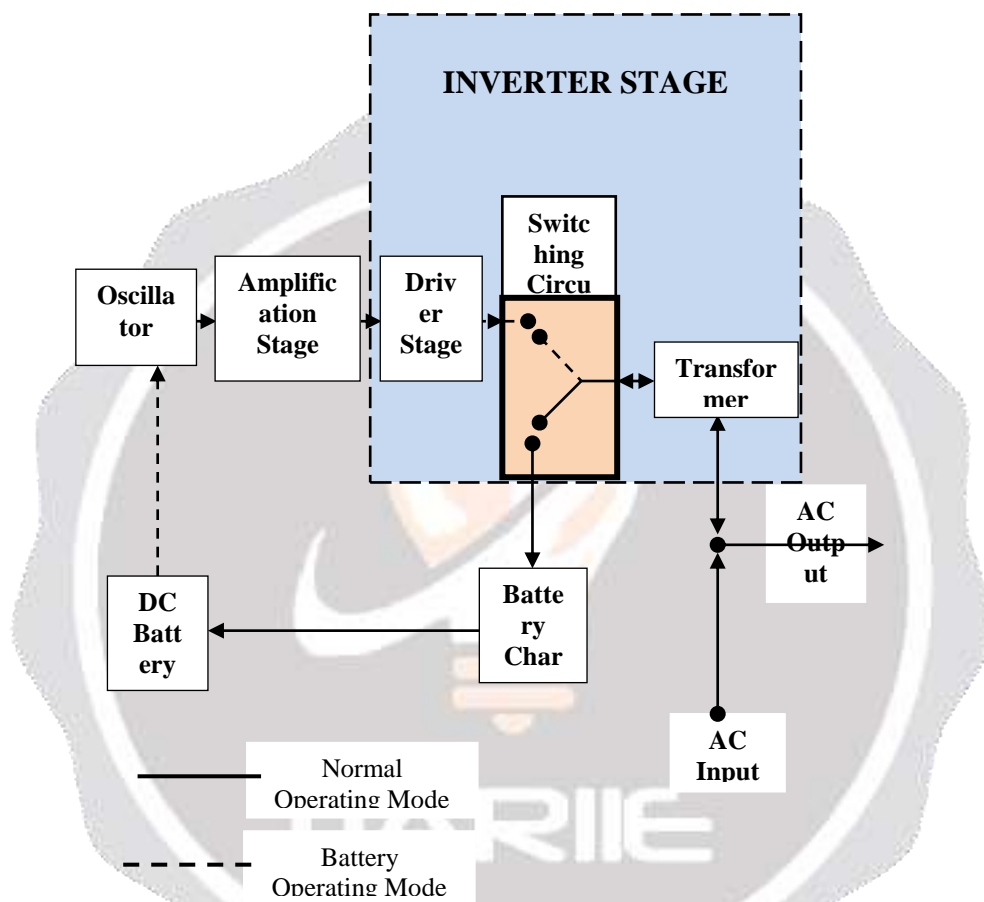 INVERTER STAGE
Switc
hing
Circu
Oscilla
tor
Amplific
ation
Stage
Driv
er
Stage
Transfor
mer
AC
Outp
ut
DC
Batt
ery
Batte
ry
Char
AC
Input
Normal
Operating Mode
Battery
Operating Mode